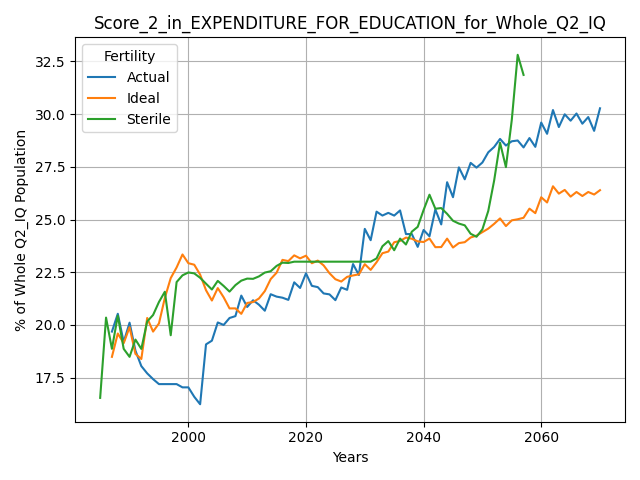 Score_2_in_EXPENDITURE_FOR_EDUCATION_for_Whole_Q2_IQ
Fertility
Actual
Ideal
Sterile
% of Whole Q2_IQ Population
32.5
30.0
27.5
25.0
22.5
20.0
17.5
2000
2020
2040
2060
Years